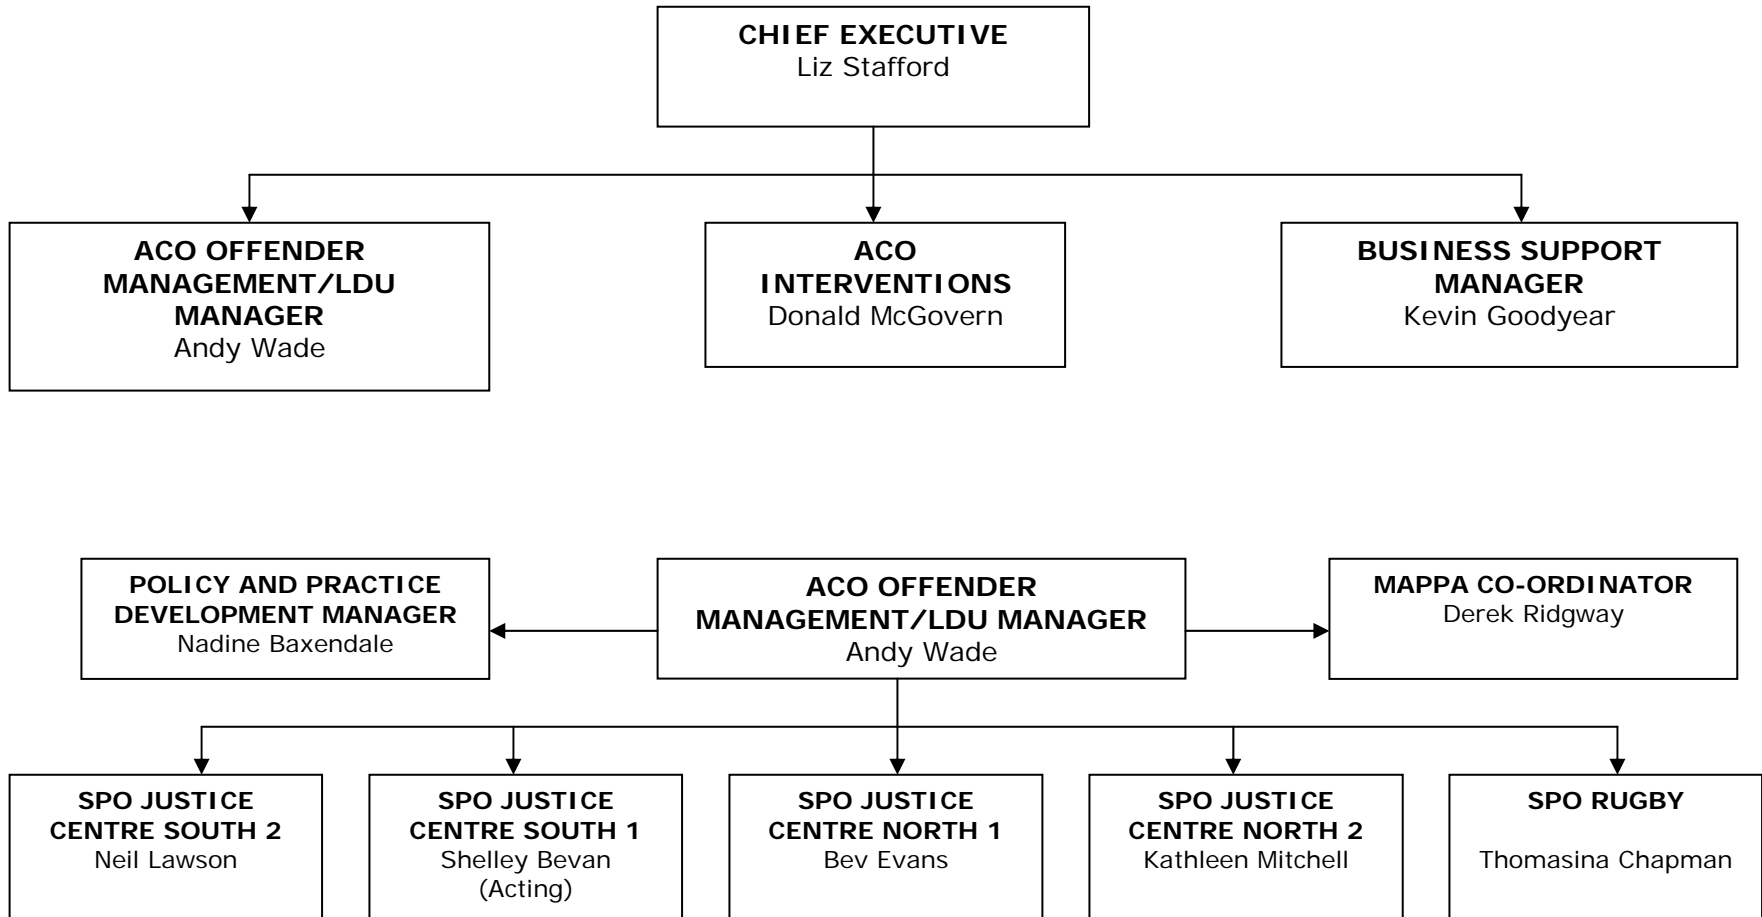 CHIEF EXECUTIVE
Liz Stafford
ACO OFFENDER
MANAGEMENT/LDU
MANAGER
Andy Wade
ACO
INTERVENTIONS
Donald McGovern
BUSINESS SUPPORT
MANAGER
Kevin Goodyear
POLICY AND PRACTICE
DEVELOPMENT MANAGER
Nadine Baxendale
ACO OFFENDER
MANAGEMENT/LDU MANAGER
Andy Wade
MAPPA CO-ORDINATOR
Derek Ridgway
SPO JUSTICE
CENTRE SOUTH 2
Neil Lawson
SPO JUSTICE
CENTRE SOUTH 1
Shelley Bevan
(Acting)
SPO JUSTICE
CENTRE NORTH 1
Bev Evans
SPO JUSTICE
CENTRE NORTH 2
Kathleen Mitchell
SPO RUGBY
Thomasina Chapman